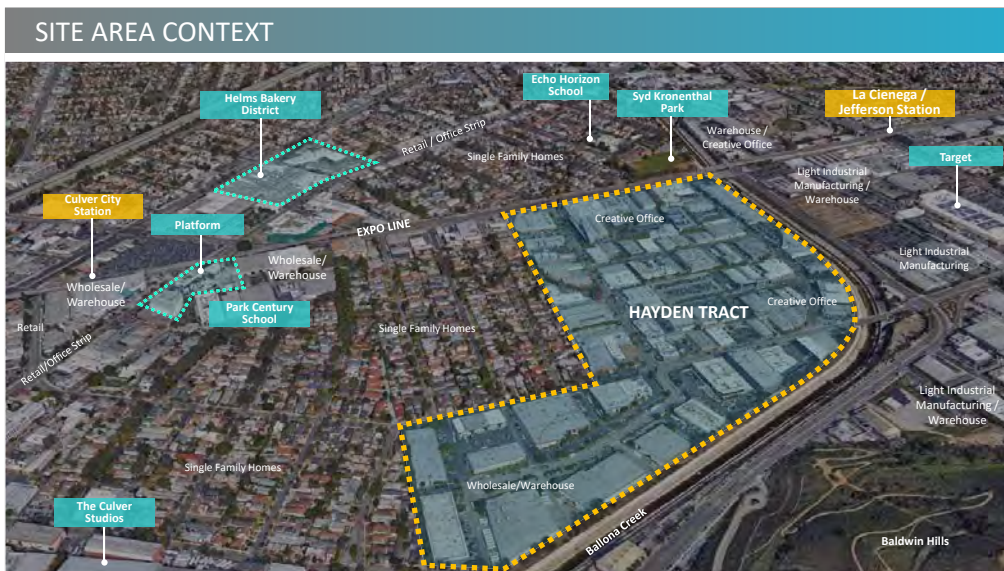 SITE AREA CONTEXT
Helms Bakery
District
Retail / Office Strip
Echo Horizon
School
Syd Kronenthal
Park
La Cienega /
Jefferson Station
Warehouse /
Creative Office
Single Family Homes
Target
Light Industrial
Manufacturing /
Warehouse
Culver City
Station
Platform
EXPO LINE
Creative Office
Light Industrial
Manufacturing
Wholesale/
Warehouse
Wholesale/
Warehouse
Park Century
School
Creative Office
HAYDEN TRACT
Retail
Single Family Homes
Retail/Office Strip
Light Industrial
Manufacturing /
Warehouse
Single Family Homes
Wholesale/Warehouse
The Culver
Studios
Ballona Creek
Baldwin Hills